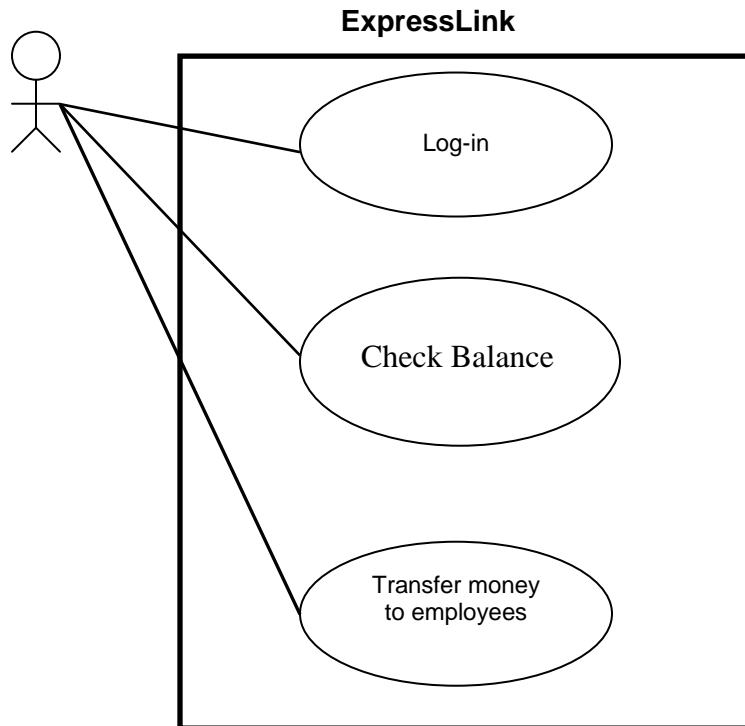 ExpressLink
Log-in
Check Balance
Transfer money
to employees